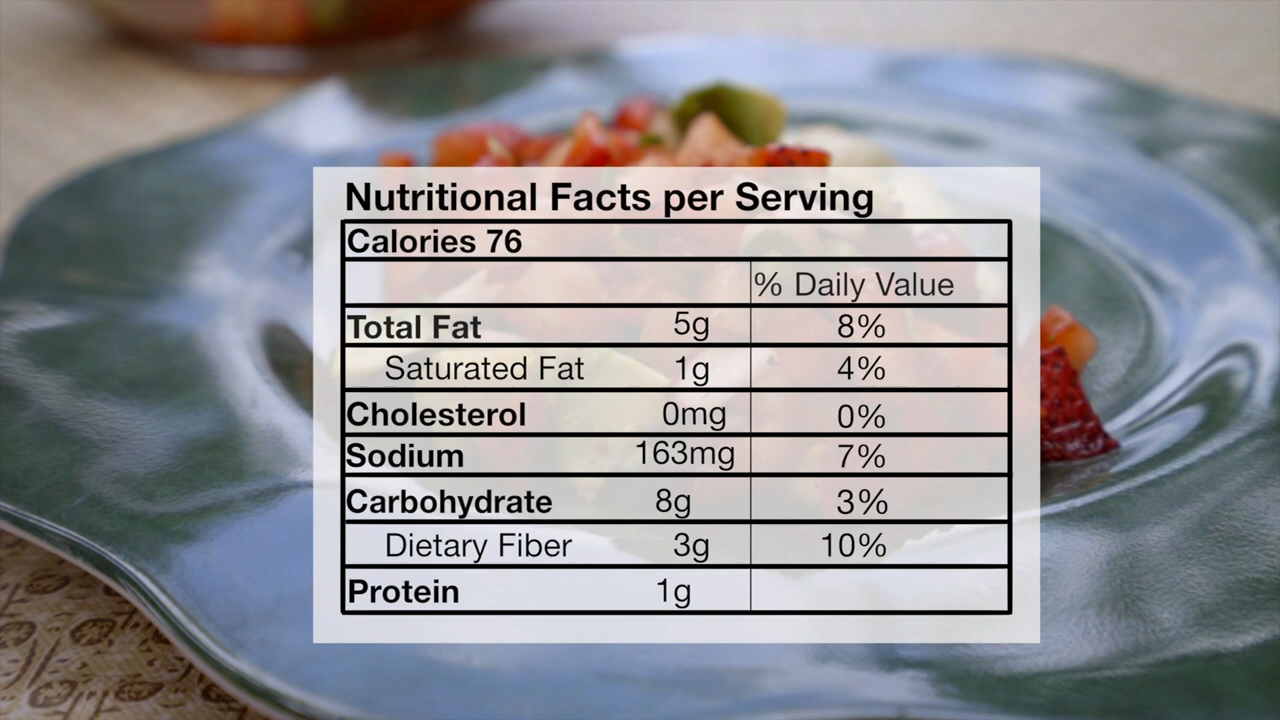 Nutritional Facts per Serving
Calories 76
% Daily Value
Total Fat 5g 8%
Saturated Fat 1g 4%
Cholesterol 0mg 0%
Sodium 163mg 7%
Carbohydrate 8g 3%
Dietary Fiber 3g 10%
Protein 1g